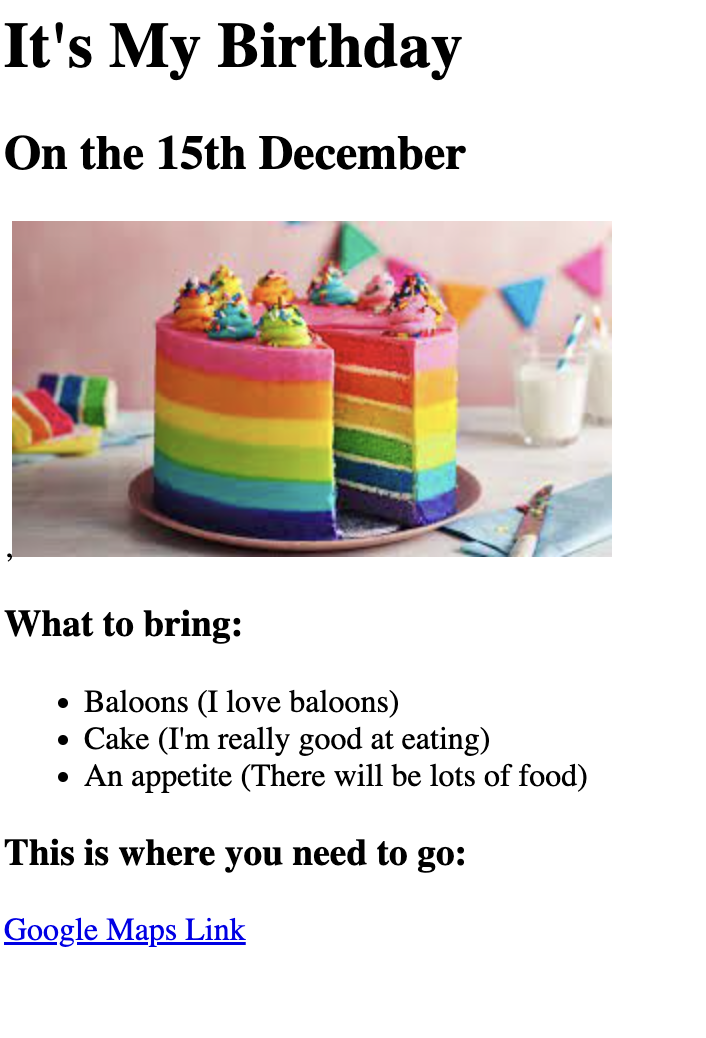 It's My Birthday
On the 15th December
,
What to bring:
• Baloons (I love baloons)
• Cake (I'm really good at eating)
• An appetite (There will be lots of food)
This is where you need to go:
Google Maps Link